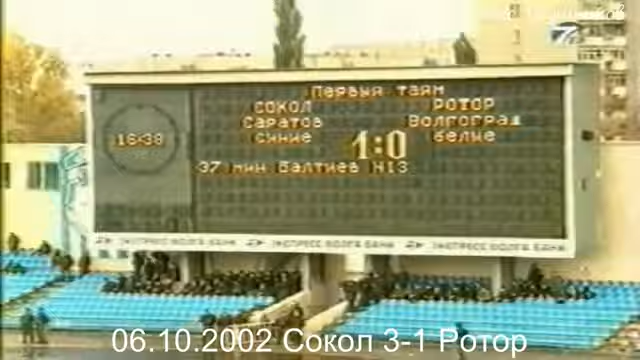 7
Первый тайм
СОКОЛ РОТОР
Саратов Волгоград
синие 1:0 белые
16:38
37 мин Балтиев N13
ЭКСПРЕСС ВОЛГА БАНК ЭКСПРЕСС ВОЛГА БАНК ЭКСПРЕСС ВОЛГА БАНК
06.10.2002 Сокол 3-1 Ротор